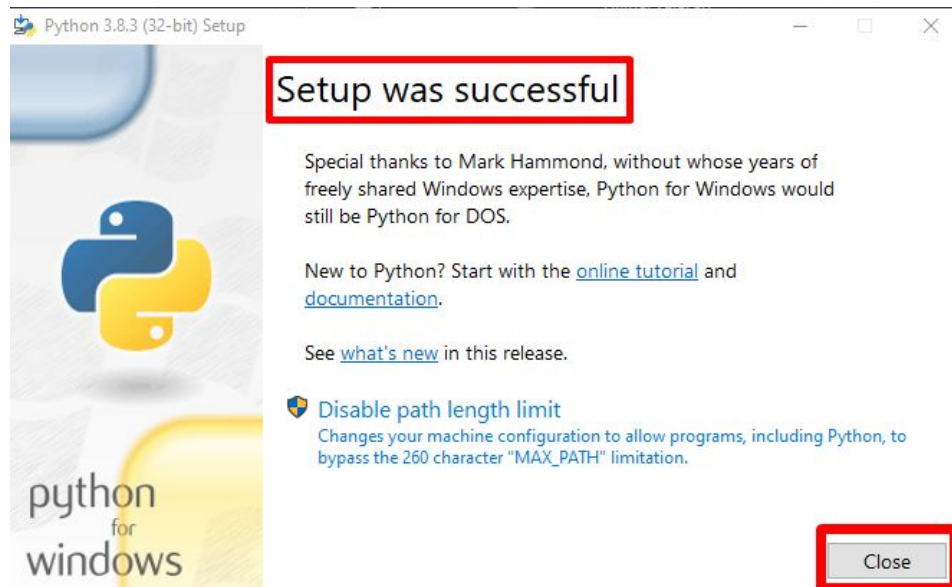 Python 3.8.3 (32-bit) Setup
Setup was successful
Special thanks to Mark Hammond, without whose years of
freely shared Windows expertise, Python for Windows would
still be Python for DOS.
New to Python? Start with the online tutorial and
documentation.
See what's new in this release.
Disable path length limit
Changes your machine configuration to allow programs, including Python, to
bypass the 260 character "MAX_PATH" limitation.
python
for
windows
Close